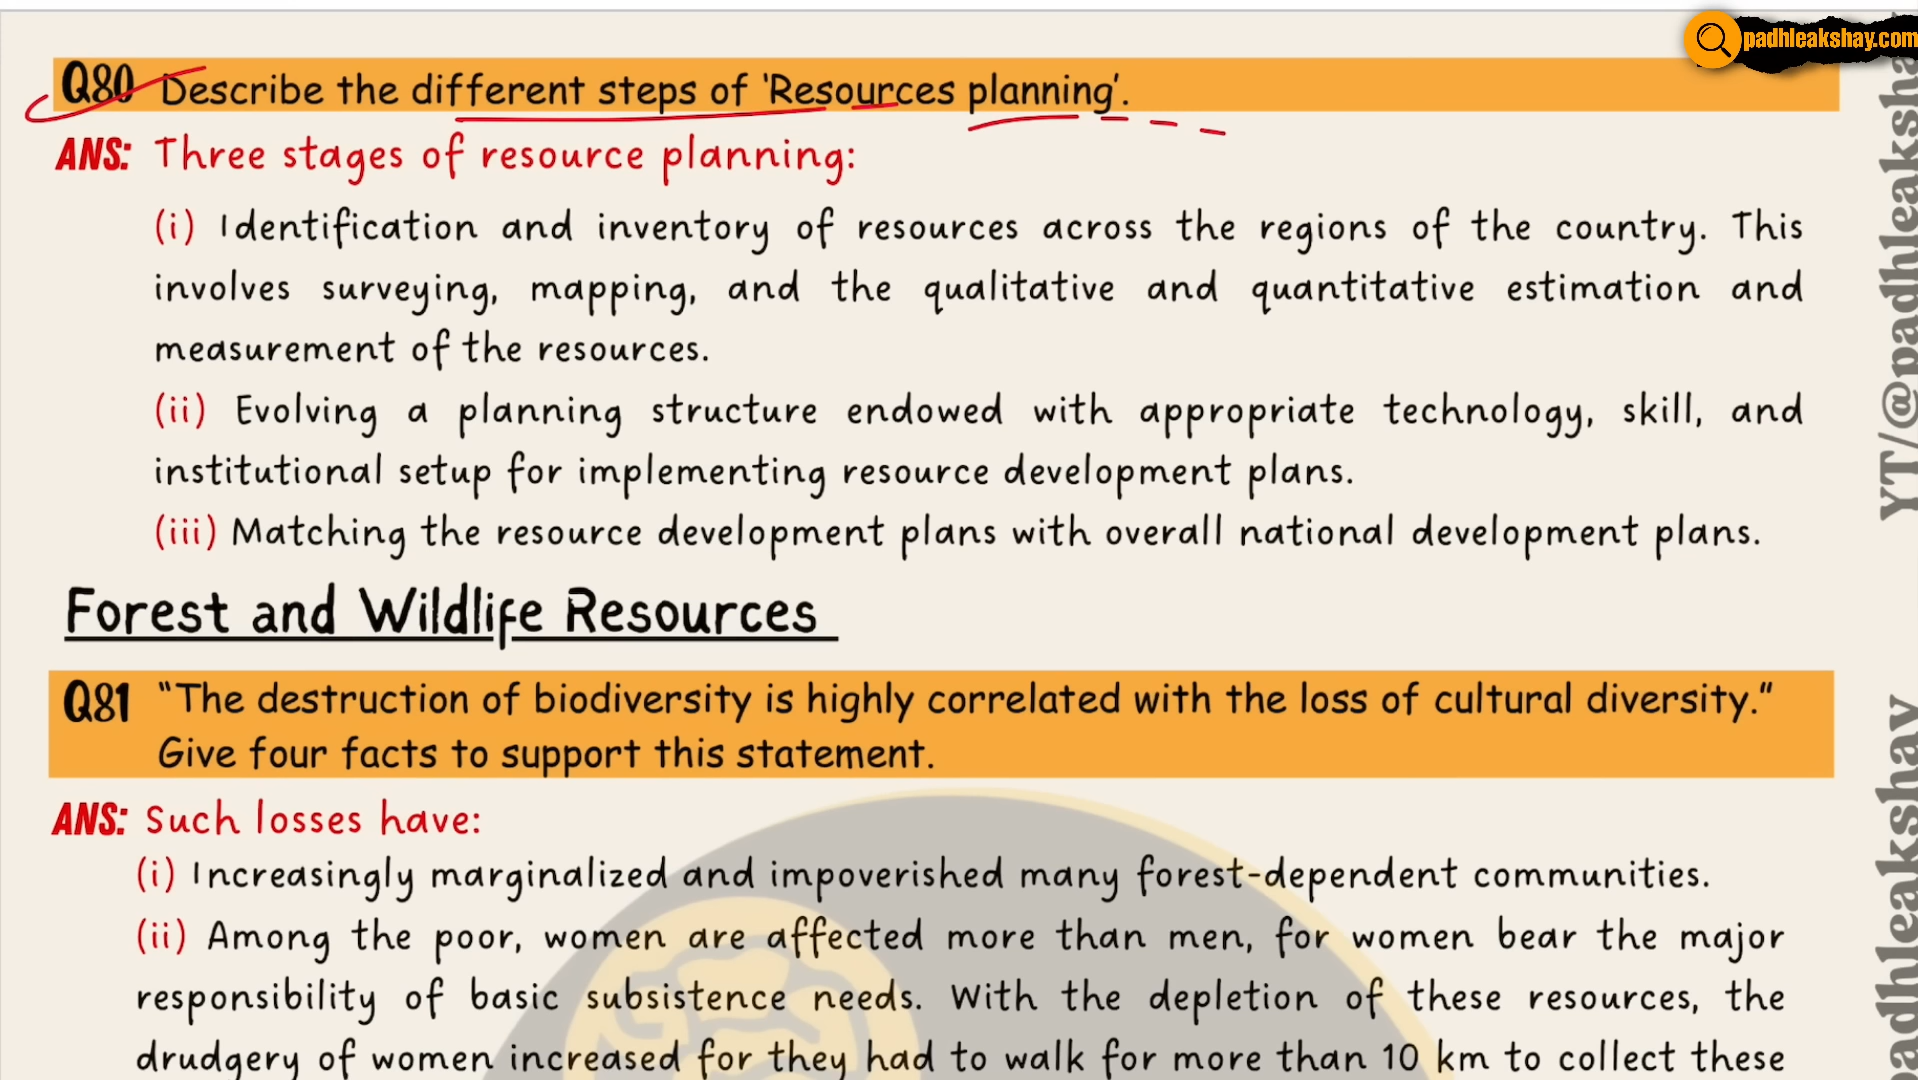 padhleakshay.com
Q80 Describe the different steps of 'Resources planning'.
ANS: Three stages of resource planning:
(i) Identification and inventory of resources across the regions of the country. This
involves surveying, mapping, and the qualitative and quantitative estimation and
measurement of the resources.
(ii) Evolving a planning structure endowed with appropriate technology, skill, and
institutional setup for implementing resource development plans.
(iii) Matching the resource development plans with overall national development plans.
Forest and Wildlife Resources
Q81 "The destruction of biodiversity is highly correlated with the loss of cultural diversity."
Give four facts to support this statement.
ANS: Such losses have:
(i) Increasingly marginalized and impoverished many forest-dependent communities.
(ii) Among the poor, women are affected more than men, for women bear the major
responsibility of basic subsistence needs. With the depletion of these resources, the
drudgery of women increased for they had to walk for more than 10 km to collect these
YT/@padhleaksha
padhleakshay